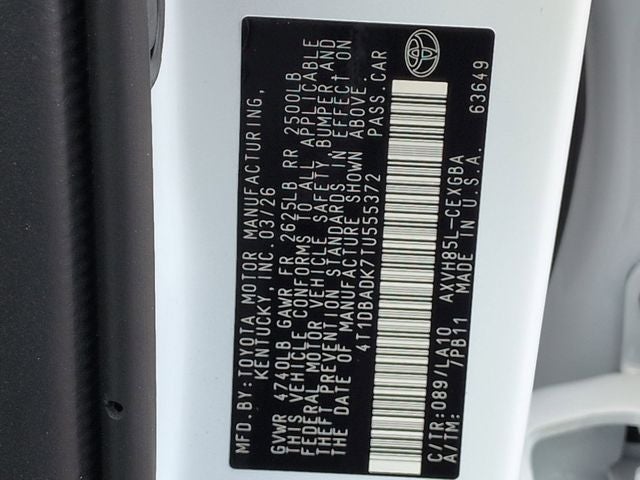 MFD. BY: TOYOTA MOTOR MANUFACTURING,
KENTUCKY, INC. 03/26
GVWR 4740LB GAWR FR 2625LB RR 2500LB
THIS VEHICLE CONFORMS TO ALL APPLICABLE
FEDERAL MOTOR VEHICLE SAFETY, BUMPER, AND
THEFT PREVENTION STANDARDS IN EFFECT ON
THE DATE OF MANUFACTURE SHOWN ABOVE.
4T1DBADK7TU555372 PASS. CAR
C/TR: 089/LA10 AXVH85L-CEXGBA 63649
A/TM: /PB11 MADE IN U.S.A.